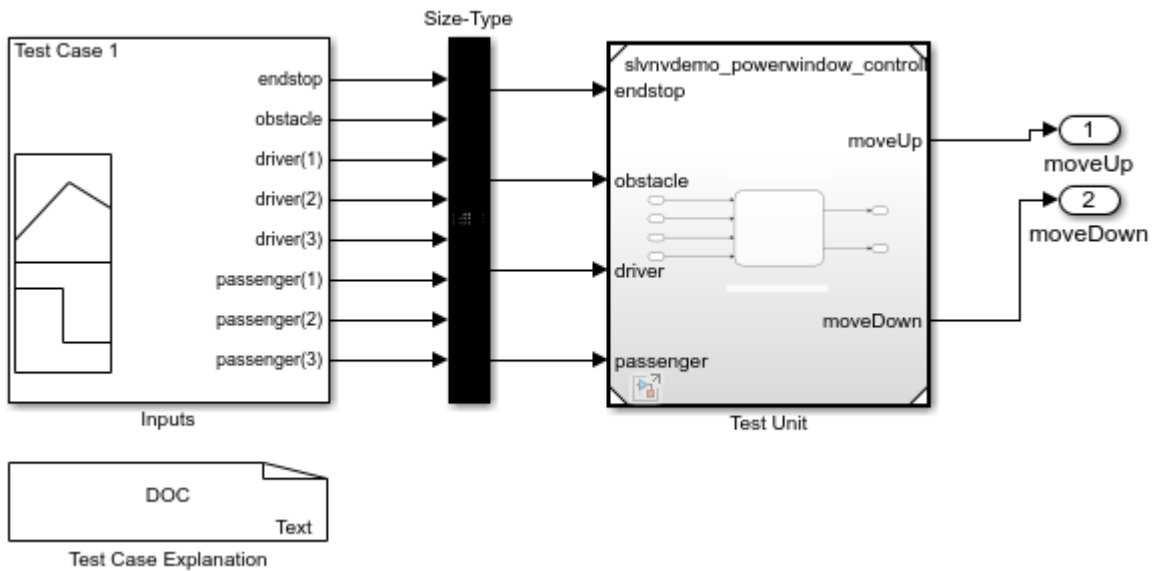 Size-Type
Test Case 1
endstop
obstacle
driver(1)
driver(2)
driver(3)
passenger(1)
passenger(2)
passenger(3)
Inputs
slvnvdemo_powerwindow_controll
endstop
obstacle
driver
passenger
moveUp
moveDown
Test Unit
1
moveUp
2
moveDown
DOC
Text
Test Case Explanation